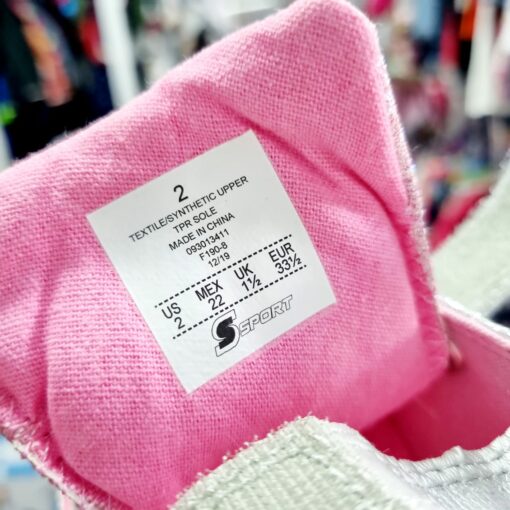 2
TEXTILE/SYNTHETIC UPPER
TPR SOLE
MADE IN CHINA
093013411
F190-8
12/19
US MEX UK EUR
2 22 1½ 33½
S SPORT